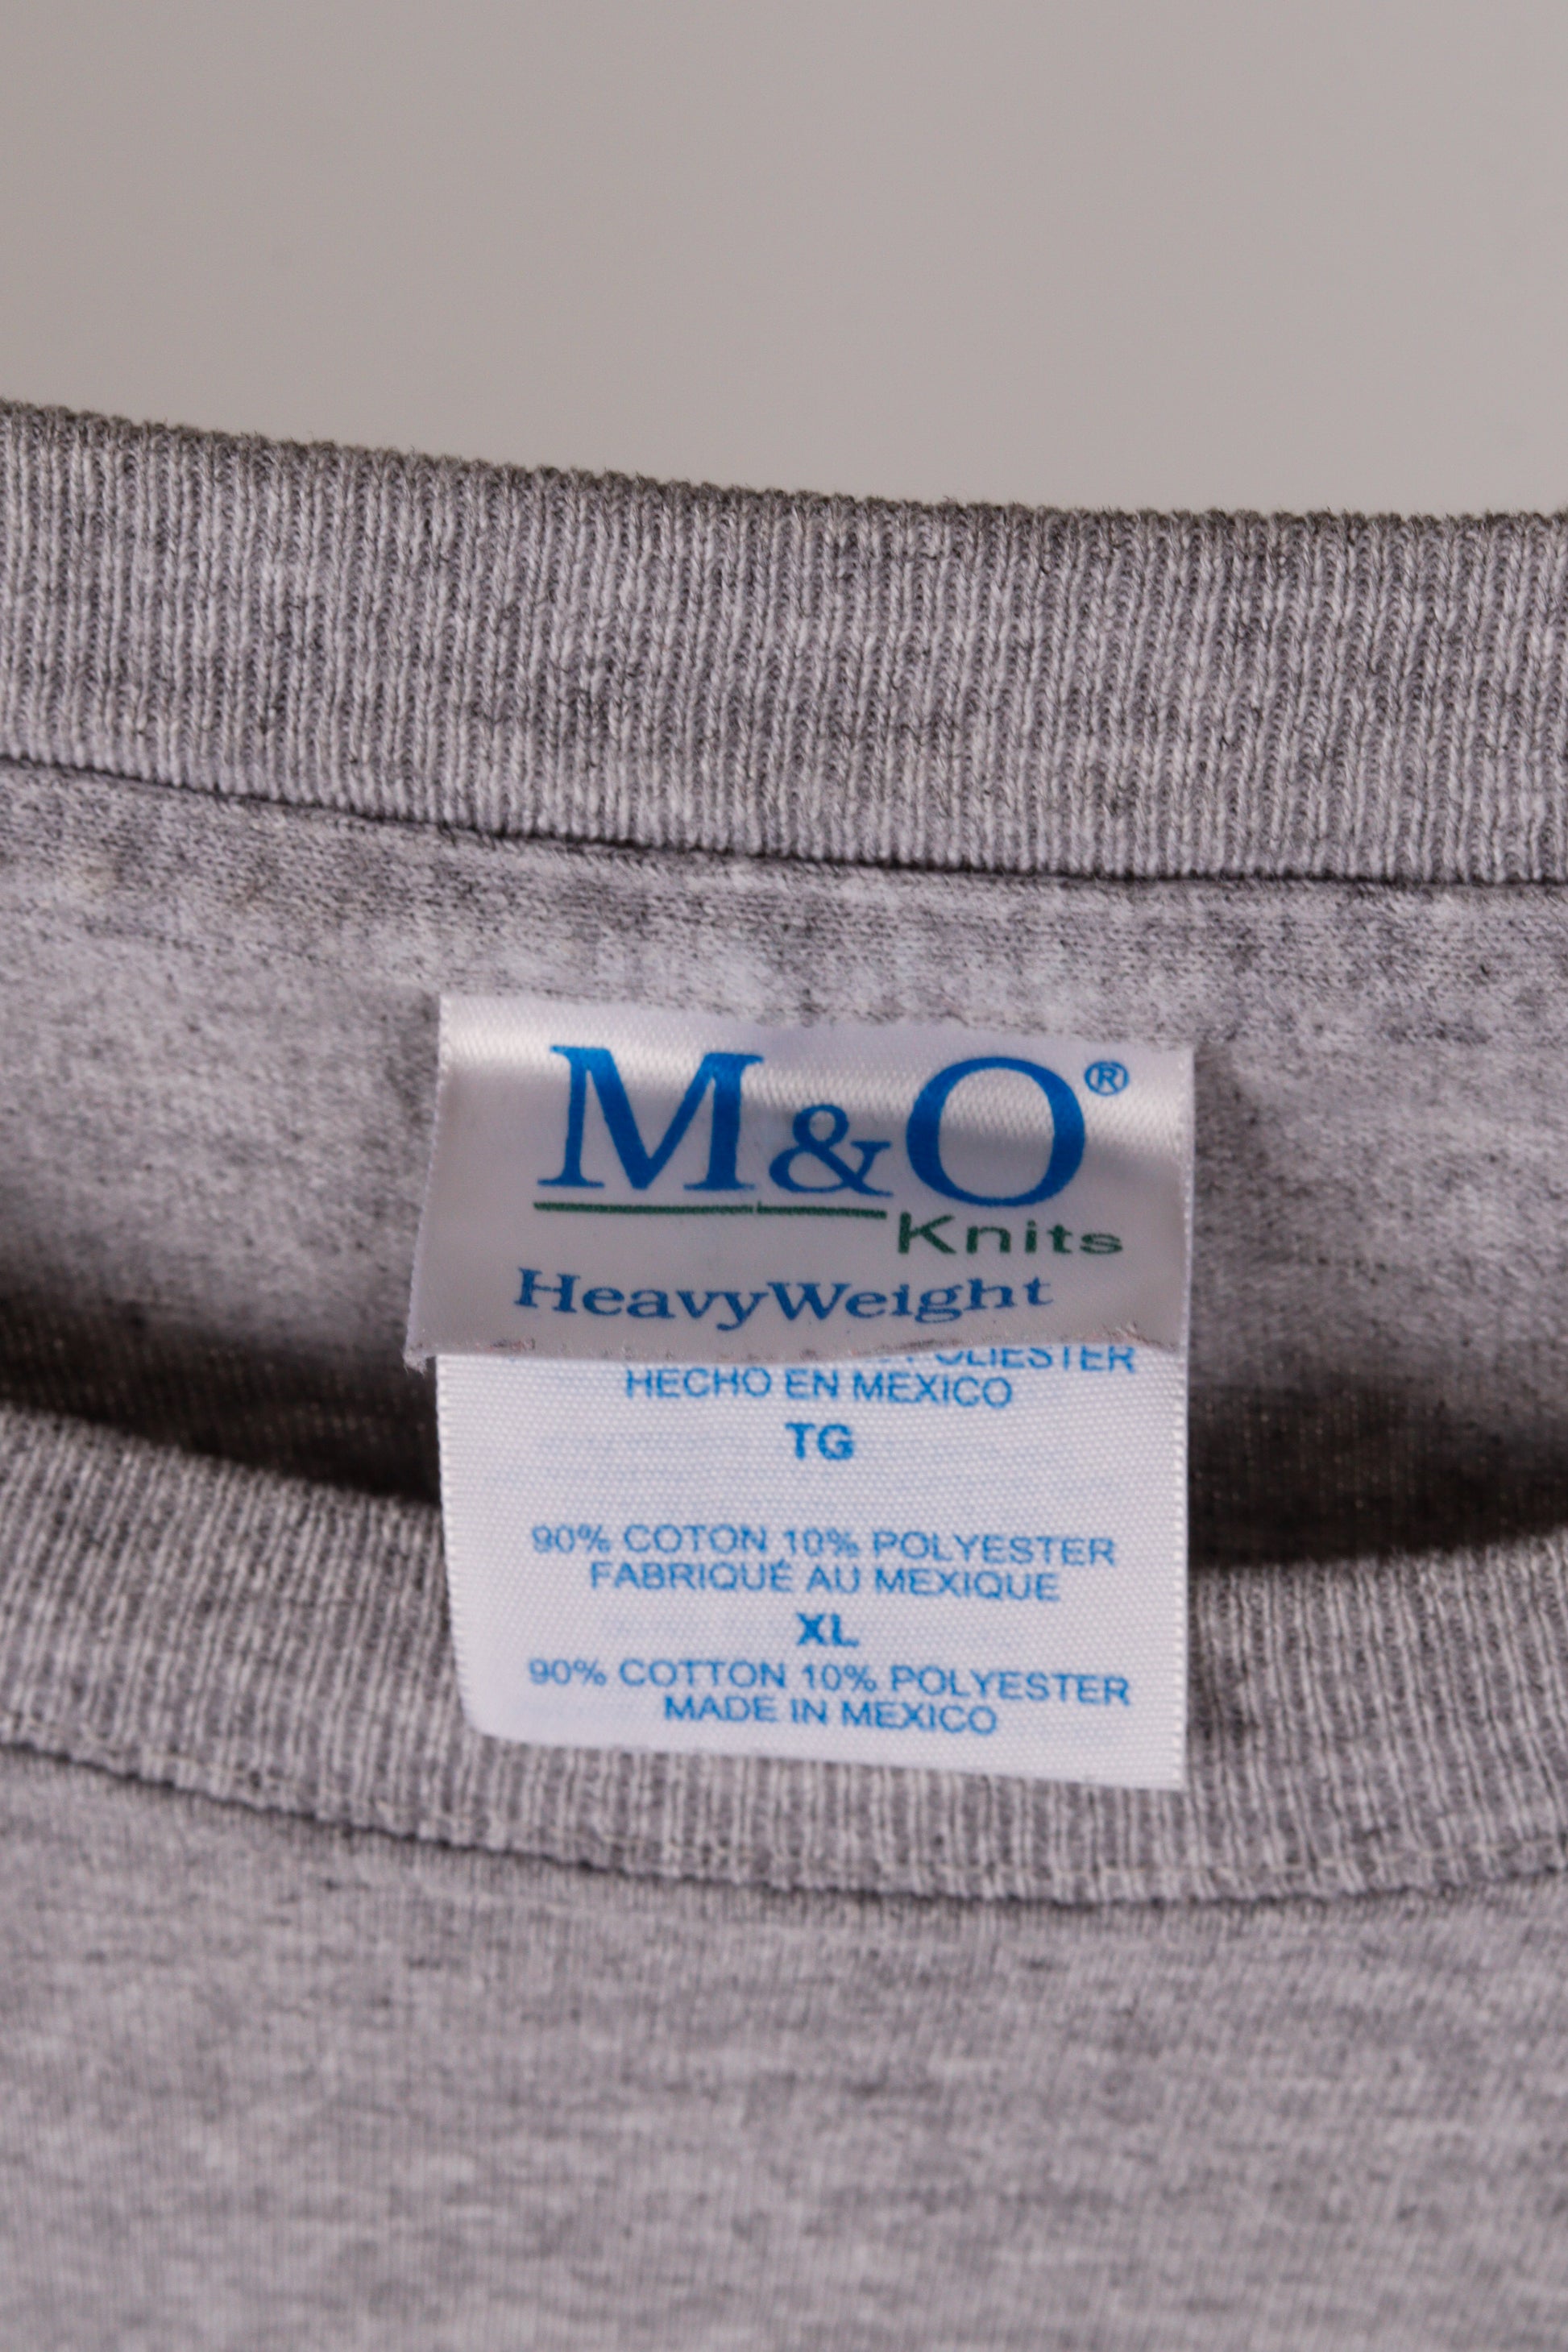 M&O®
Knits
HeavyWeight
HECHO EN MEXICO
TG
90% COTON 10% POLYESTER
FABRIQUÉ AU MEXIQUE
XL
90% COTTON 10% POLYESTER
MADE IN MEXICO